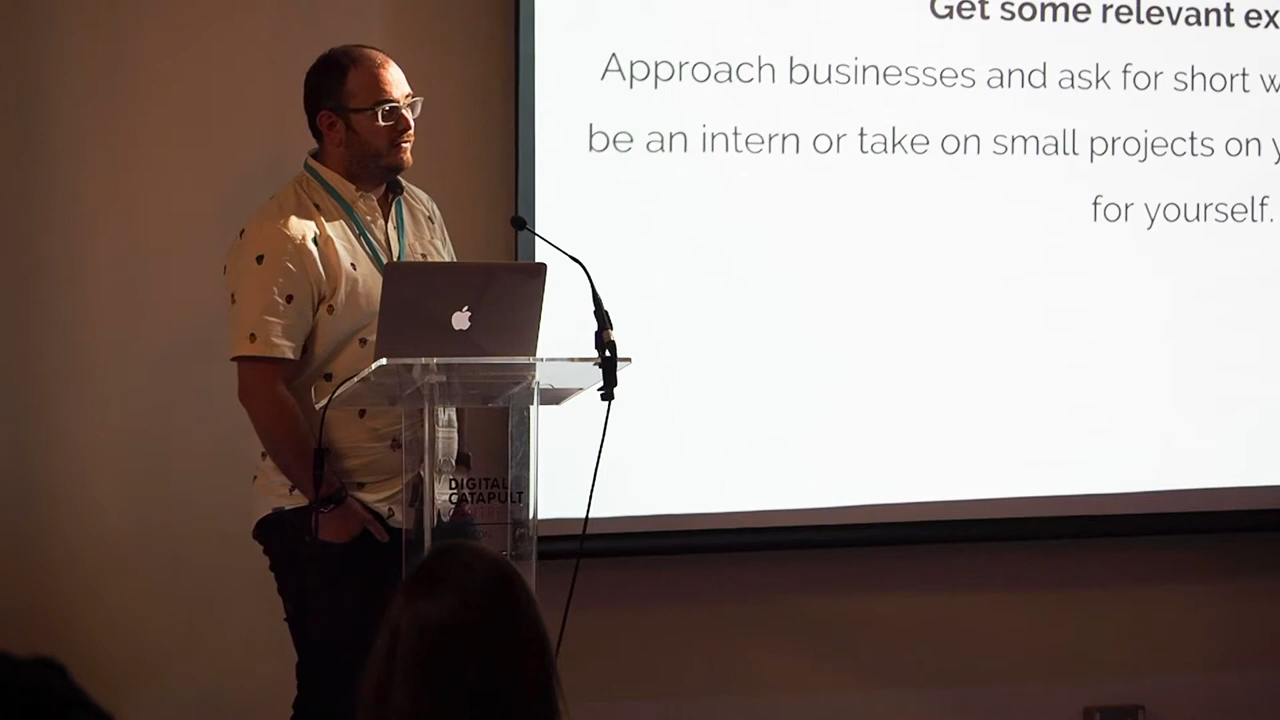 Get some relevant ex
Approach businesses and ask for short w
be an intern or take on small projects on y
for yourself.
DIGITAL
CATAPULT